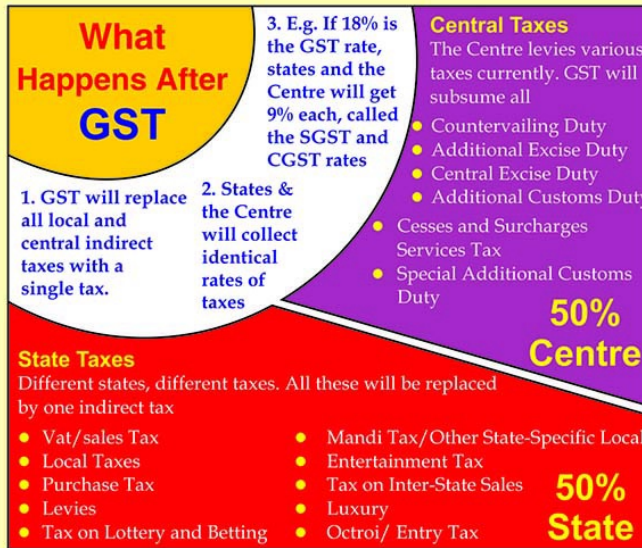 What
Happens After
GST
1. GST will replace
all local and
central indirect
taxes with a
single tax.
2. States &
the Centre
will collect
identical
rates of
taxes
3. E.g. If 18% is
the GST rate,
states and the
Centre will get
9% each, called
the SGST and
CGST rates
Central Taxes
The Centre levies various
taxes currently. GST will
subsume all
● Countervailing Duty
● Additional Excise Duty
● Central Excise Duty
● Additional Customs Duty
● Cesses and Surcharges
Services Tax
● Special Additional Customs
Duty
50%
Centre
State Taxes
Different states, different taxes. All these will be replaced
by one indirect tax
● Vat/sales Tax
● Local Taxes
● Purchase Tax
● Levies
● Tax on Lottery and Betting
● Mandi Tax/Other State-Specific Local
● Entertainment Tax
● Tax on Inter-State Sales
● Luxury
● Octroi/ Entry Tax
50%
State